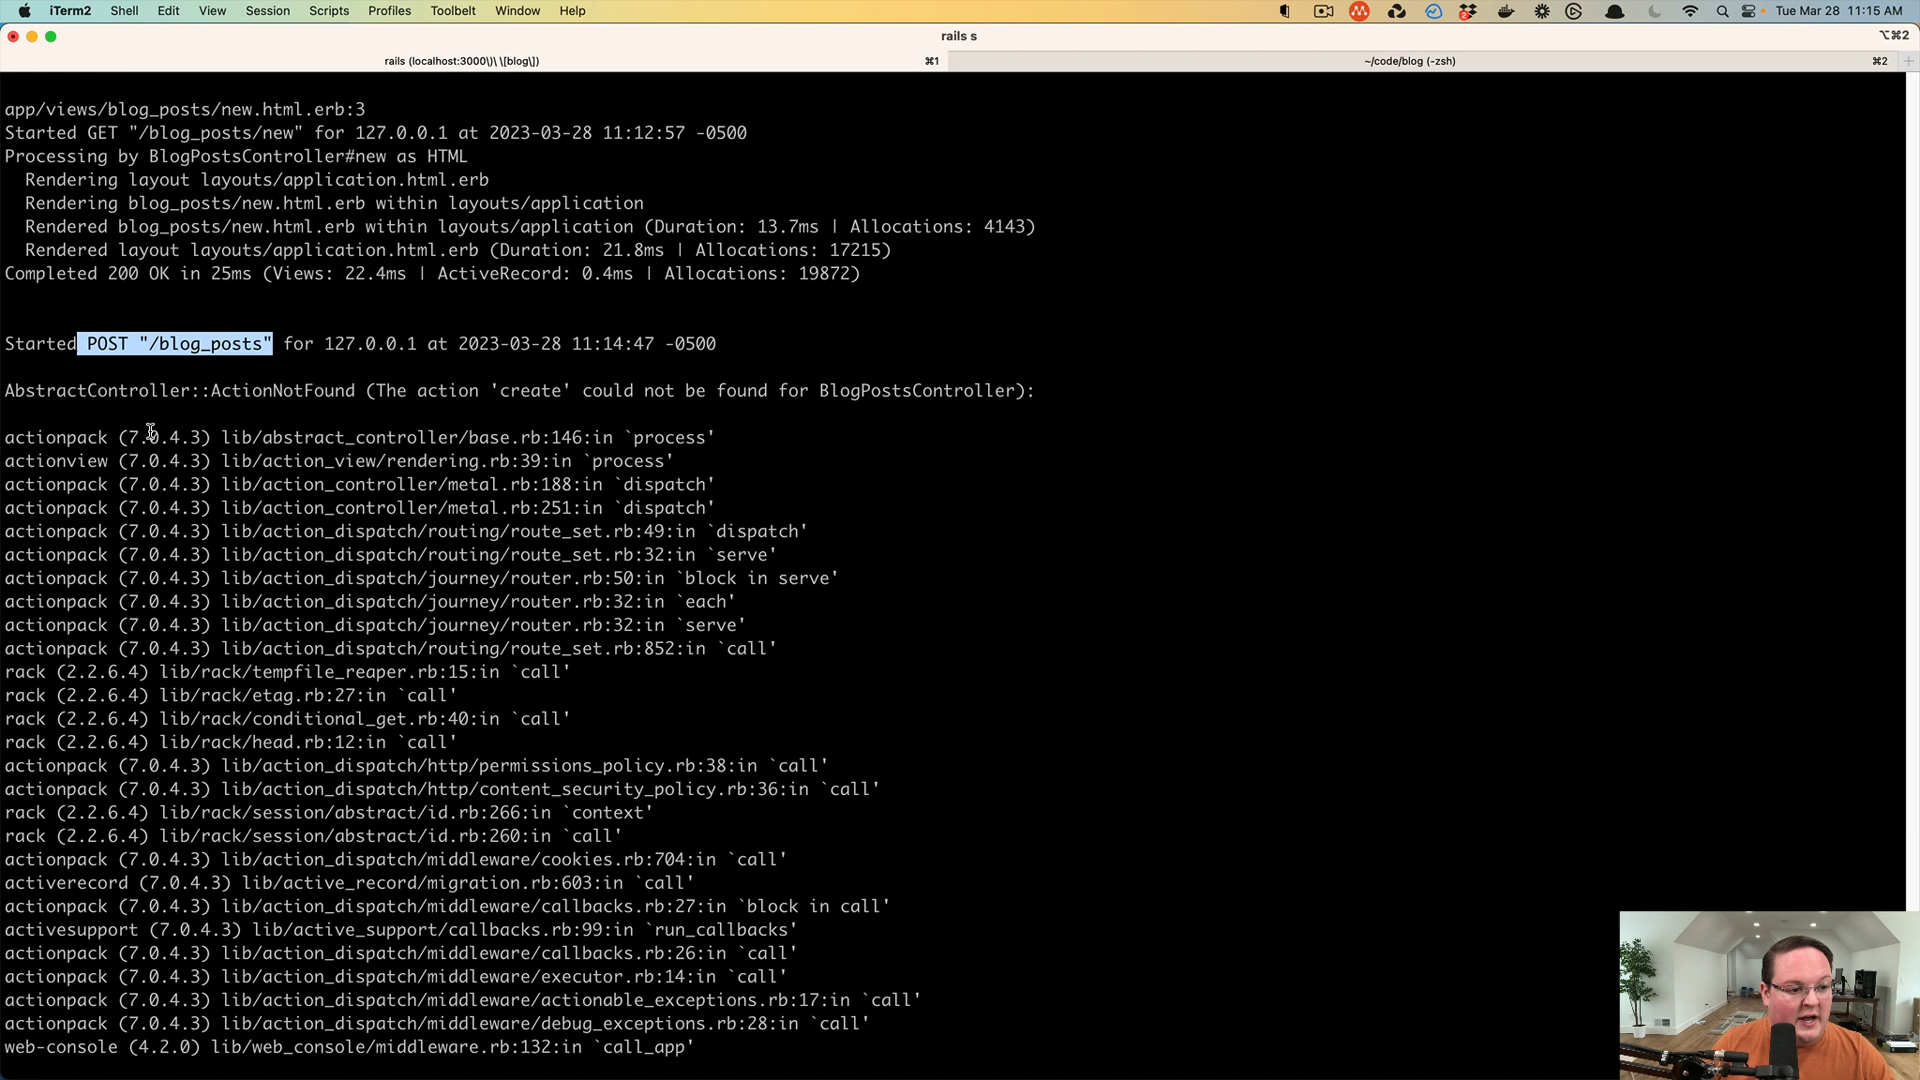 iTerm2 Shell Edit View Session Scripts Profiles Toolbelt Window Help
2
Tue Mar 28 11:15 AM
rails s
⌥⌘2
rails (localhost:3000\)\ \[blog\]) ⌘1
~/code/blog (-zsh) ⌘2
app/views/blog_posts/new.html.erb:3
Started GET "/blog_posts/new" for 127.0.0.1 at 2023-03-28 11:12:57 -0500
Processing by BlogPostsController#new as HTML
Rendering layout layouts/application.html.erb
Rendering blog_posts/new.html.erb within layouts/application
Rendered blog_posts/new.html.erb within layouts/application (Duration: 13.7ms | Allocations: 4143)
Rendered layout layouts/application.html.erb (Duration: 21.8ms | Allocations: 17215)
Completed 200 OK in 25ms (Views: 22.4ms | ActiveRecord: 0.4ms | Allocations: 19872)
Started POST "/blog_posts" for 127.0.0.1 at 2023-03-28 11:14:47 -0500
AbstractController::ActionNotFound (The action 'create' could not be found for BlogPostsController):
actionpack (7.0.4.3) lib/abstract_controller/base.rb:146:in `process'
actionview (7.0.4.3) lib/action_view/rendering.rb:39:in `process'
actionpack (7.0.4.3) lib/action_controller/metal.rb:188:in `dispatch'
actionpack (7.0.4.3) lib/action_controller/metal.rb:251:in `dispatch'
actionpack (7.0.4.3) lib/action_dispatch/routing/route_set.rb:49:in `dispatch'
actionpack (7.0.4.3) lib/action_dispatch/routing/route_set.rb:32:in `serve'
actionpack (7.0.4.3) lib/action_dispatch/journey/router.rb:50:in `block in serve'
actionpack (7.0.4.3) lib/action_dispatch/journey/router.rb:32:in `each'
actionpack (7.0.4.3) lib/action_dispatch/journey/router.rb:32:in `serve'
actionpack (7.0.4.3) lib/action_dispatch/routing/route_set.rb:852:in `call'
rack (2.2.6.4) lib/rack/tempfile_reaper.rb:15:in `call'
rack (2.2.6.4) lib/rack/etag.rb:27:in `call'
rack (2.2.6.4) lib/rack/conditional_get.rb:40:in `call'
rack (2.2.6.4) lib/rack/head.rb:12:in `call'
actionpack (7.0.4.3) lib/action_dispatch/http/permissions_policy.rb:38:in `call'
actionpack (7.0.4.3) lib/action_dispatch/http/content_security_policy.rb:36:in `call'
rack (2.2.6.4) lib/rack/session/abstract/id.rb:266:in `context'
rack (2.2.6.4) lib/rack/session/abstract/id.rb:260:in `call'
actionpack (7.0.4.3) lib/action_dispatch/middleware/cookies.rb:704:in `call'
activerecord (7.0.4.3) lib/active_record/migration.rb:603:in `call'
actionpack (7.0.4.3) lib/action_dispatch/middleware/callbacks.rb:27:in `block in call'
activesupport (7.0.4.3) lib/active_support/callbacks.rb:99:in `run_callbacks'
actionpack (7.0.4.3) lib/action_dispatch/middleware/callbacks.rb:26:in `call'
actionpack (7.0.4.3) lib/action_dispatch/middleware/executor.rb:14:in `call'
actionpack (7.0.4.3) lib/action_dispatch/middleware/actionable_exceptions.rb:17:in `call'
actionpack (7.0.4.3) lib/action_dispatch/middleware/debug_exceptions.rb:28:in `call'
web-console (4.2.0) lib/web_console/middleware.rb:132:in `call_app'